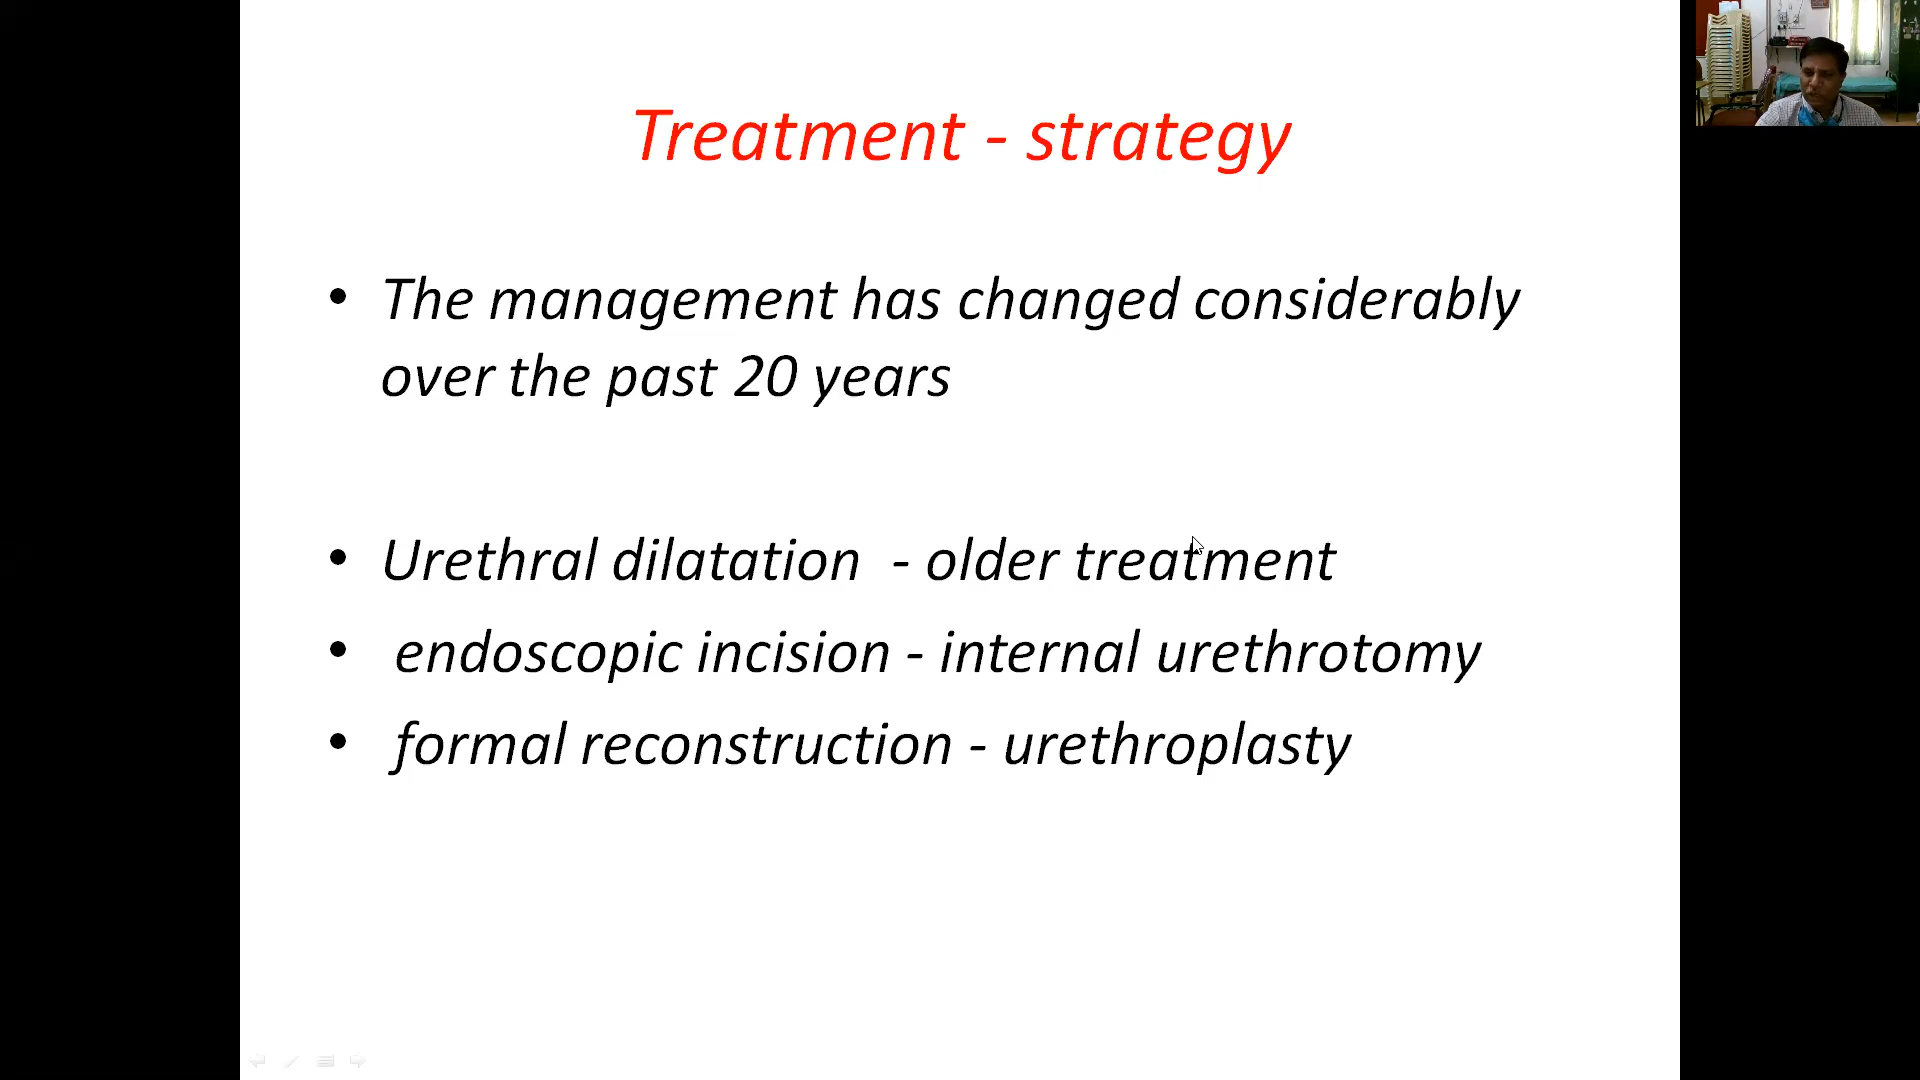 Treatment - strategy
• The management has changed considerably
over the past 20 years
• Urethral dilatation - older treatment
• endoscopic incision - internal urethrotomy
• formal reconstruction - urethroplasty